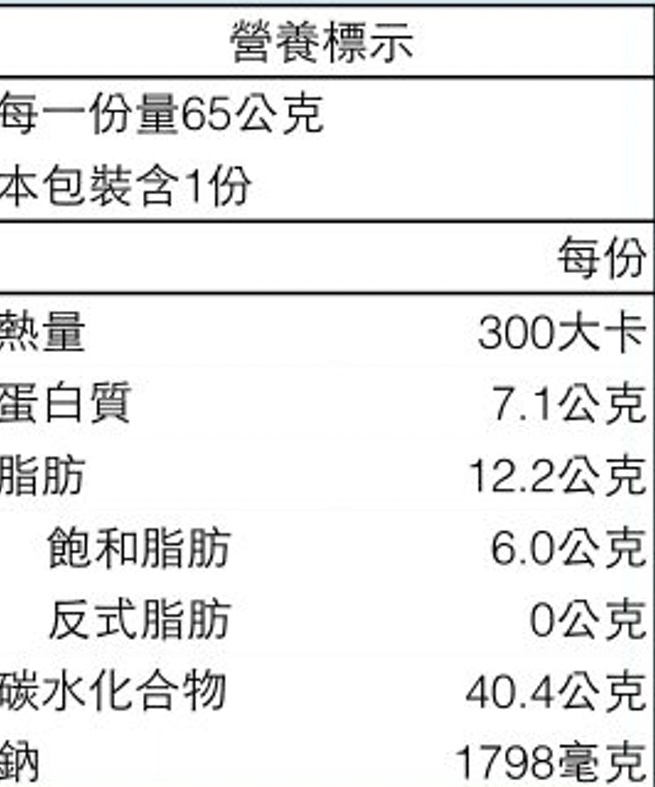 營養標示
每一份量65公克
本包裝含1份
每份
熱量 300大卡
蛋白質 7.1公克
脂肪 12.2公克
飽和脂肪 6.0公克
反式脂肪 0公克
碳水化合物 40.4公克
鈉 1798毫克